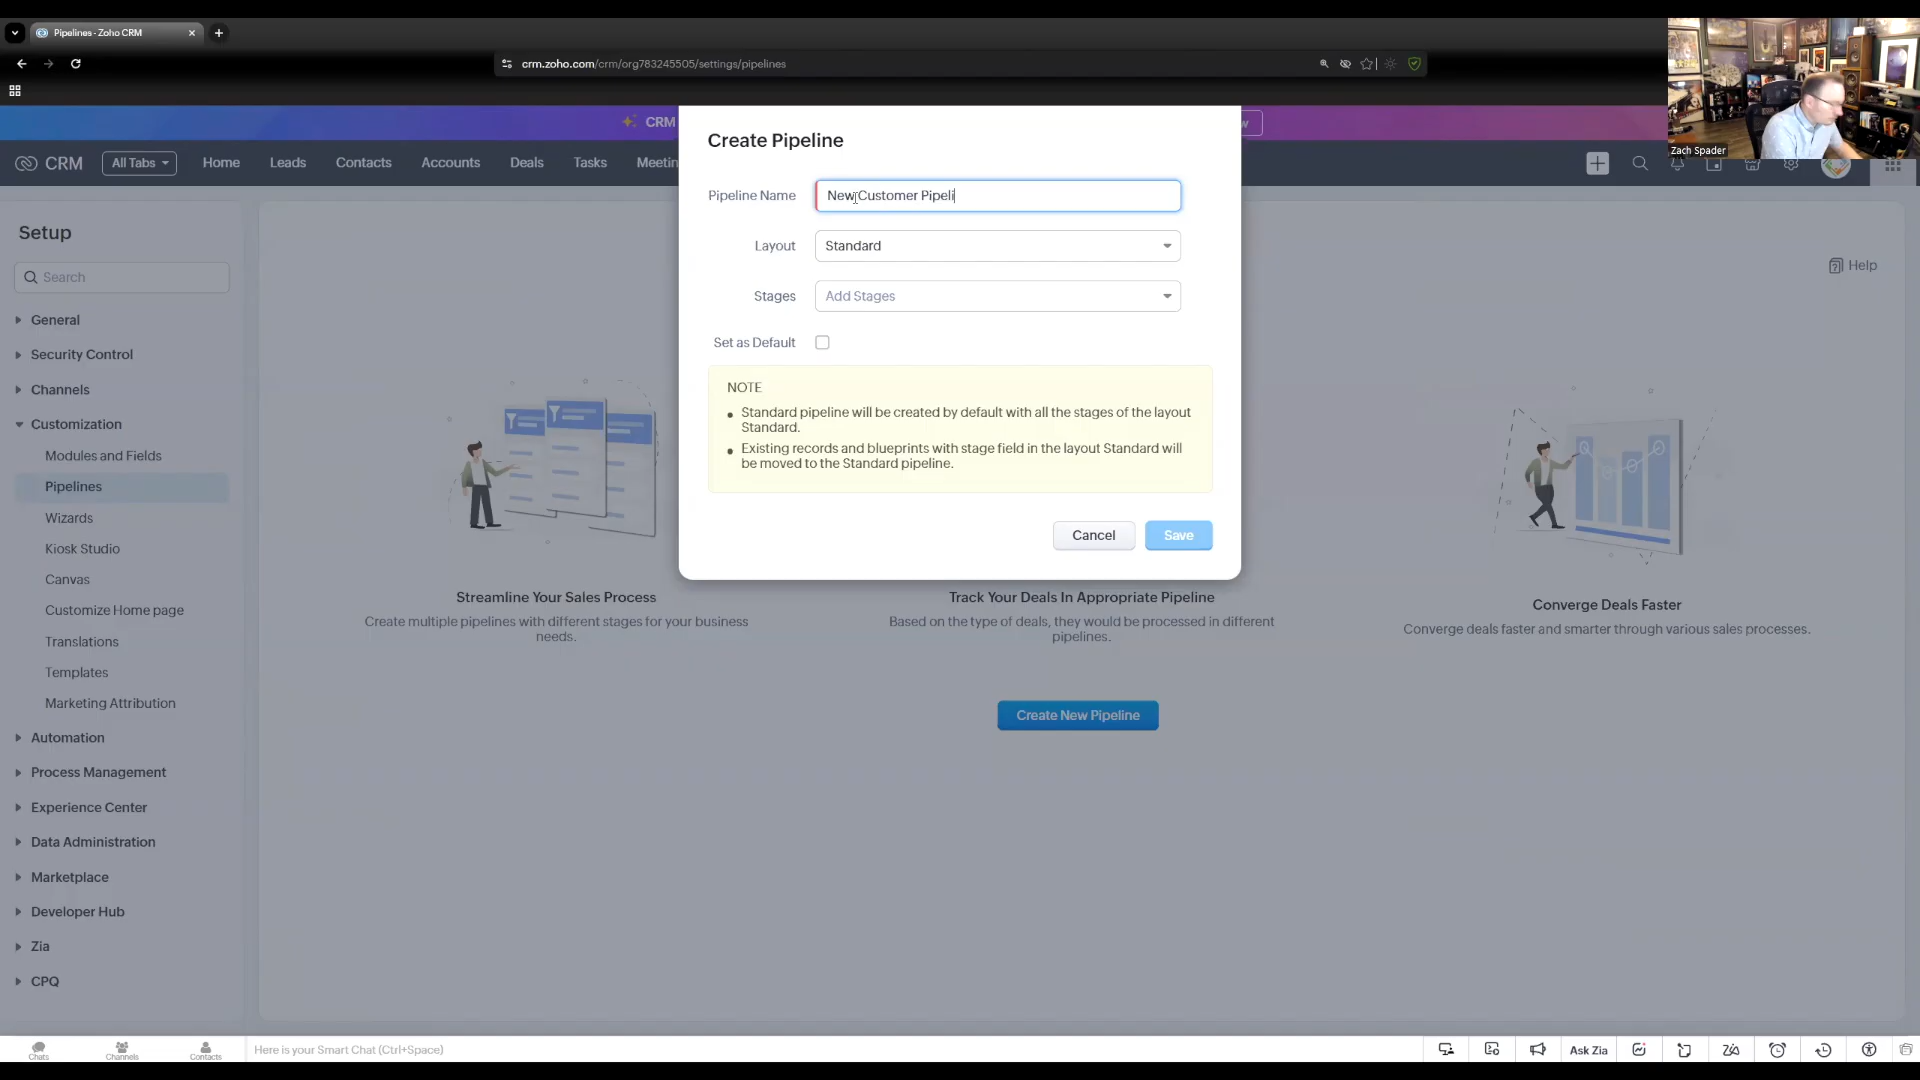 Pipelines - Zoho CRM
crm.zoho.com/crm/org783245505/settings/pipelines
Zach Spader
CRM
CRM
All Tabs
Home
Leads
Contacts
Accounts
Deals
Tasks
Meetin
Create Pipeline
Pipeline Name
New Customer Pipeli
Layout
Standard
Stages
Add Stages
Set as Default
NOTE
Standard pipeline will be created by default with all the stages of the layout
Standard.
Existing records and blueprints with stage field in the layout Standard will
be moved to the Standard pipeline.
Cancel
Save
Setup
Search
General
Security Control
Channels
Customization
Modules and Fields
Pipelines
Wizards
Kiosk Studio
Canvas
Customize Home page
Translations
Templates
Marketing Attribution
Automation
Process Management
Experience Center
Data Administration
Marketplace
Developer Hub
Zia
CPQ
Help
Streamline Your Sales Process
Create multiple pipelines with different stages for your business
needs.
Track Your Deals In Appropriate Pipeline
Based on the type of deals, they would be processed in different
pipelines.
Converge Deals Faster
Converge deals faster and smarter through various sales processes.
Create New Pipeline
Chats
Channels
Contacts
Here is your Smart Chat (Ctrl+Space)
Ask Zia